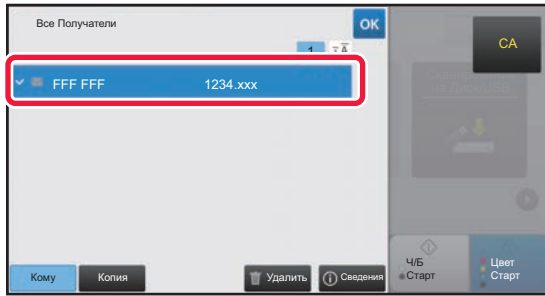 Все Получатели
OK
CA
1
FFF FFF 1234.xxx
Кому
Копия
Удалить
Сведения
Ч/Б
Старт
Цвет
Старт